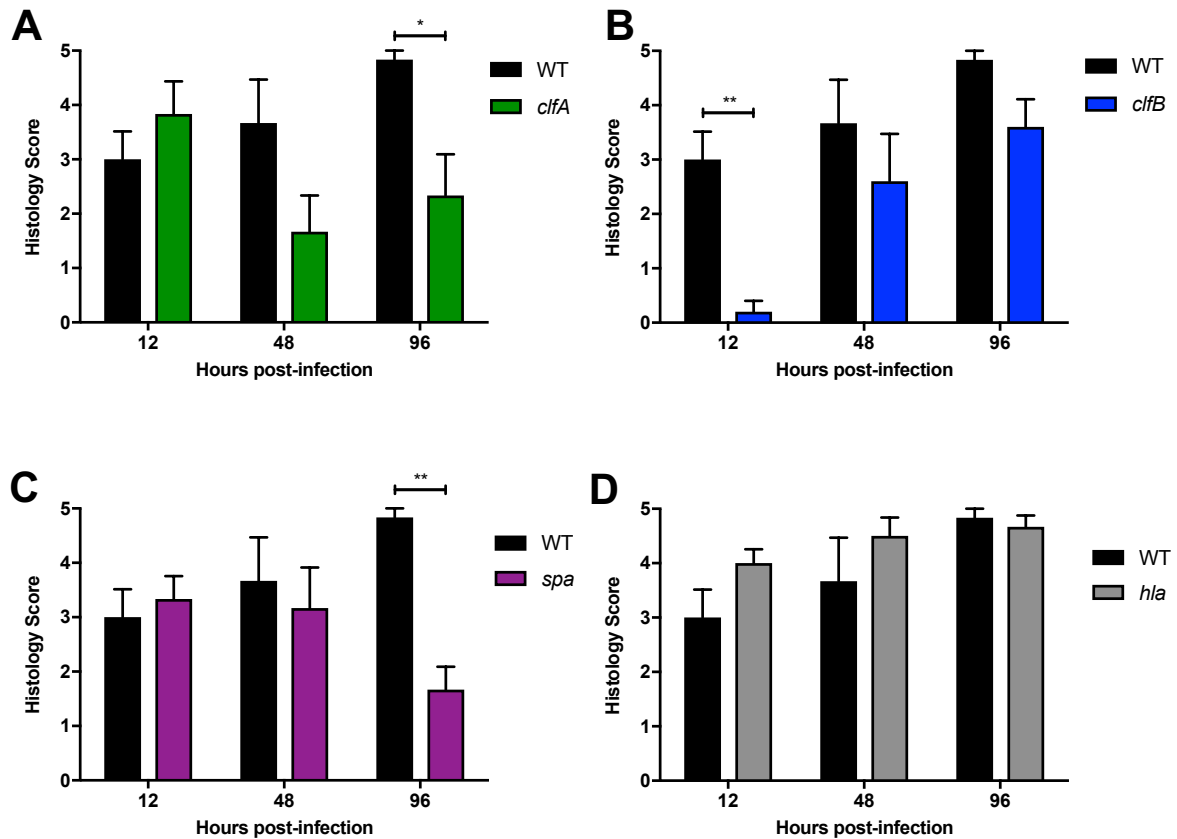 A
*
5
4
3
2
1
0
Histology Score
12 48 96
Hours post-infection
WT
clfA
B
**
5
4
3
2
1
0
Histology Score
12 48 96
Hours post-infection
WT
clfB
C
**
5
4
3
2
1
0
Histology Score
12 48 96
Hours post-infection
WT
spa
D
5
4
3
2
1
0
Histology Score
12 48 96
Hours post-infection
WT
hla